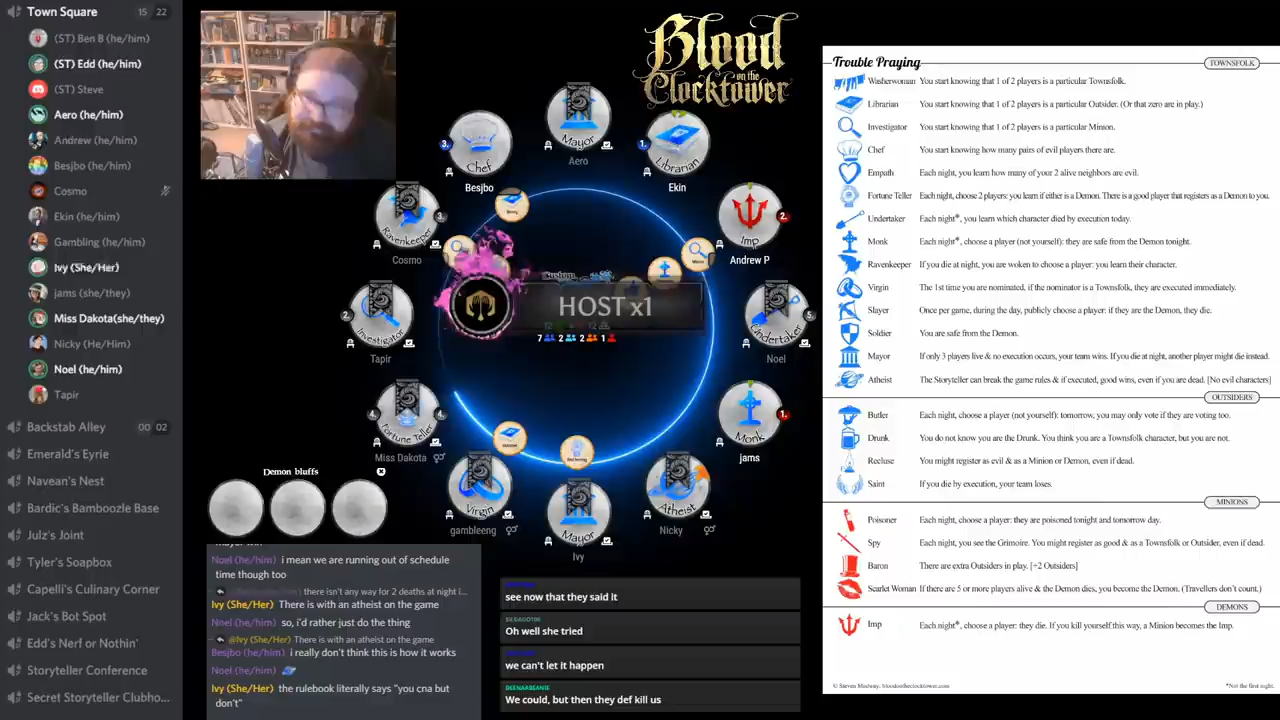 Town Square
15
22
(ST) Ben B (he/him)
(ST) Edd (he/him)
(ST) Steve
Aero (he/him)
Andrew (he/him)
Besjbo (he/him)
Cosmo
Ekin (he/him)
Gambling (he/him)
Ivy (She/Her)
jams (she/they)
Miss Dakota(she/they)
Nicky (He/Him)
Noel (he/him)
Tapir
Backstab Alley
00
02
Emerald's Eyrie
Navean's Nest
Bardic's Bamboozle Base
Julz's Joint
Tyler's Soapbox
Capelli's Culinary Corner
Jack's Jungle
Edd's Good For Nothin'
Storyteller Conference
Secret Storyteller Clubho...
Blood
on the
Clocktower
Mayor
Aero
3.
Chef
Besjbo
1.
Librarian
Ekin
Ravenkeeper
3.
Cosmo
Imp
2.
Andrew P
2.
Investigator
Tapir
HOST x1
7 2 2 1
Undertaker
5.
Noel
4.
Fortune Teller
4.
Miss Dakota
Monk
1.
jams
Virgin
gambleeng
Mayor
Ivy
Atheist
Nicky
Demon bluffs
Noel (he/him) i mean we are running out of schedule
time though too
there isn't any way for 2 deaths at night i...
Ivy (She/Her) There is with an atheist on the game
Noel (he/him) so, i'd rather just do the thing
@Ivy (She/Her) There is with an atheist on the game
Besjbo (he/him) i really don't think this is how it works
Noel (he/him)
Ivy (She/Her) the rulebook literally says "you cna but
don't"
see now that they said it
Oh well she tried
we can't let it happen
DEENARBEANIE
We could, but then they def kill us
Trouble Praying
TOWNSFOLK
Washerwoman You start knowing that 1 of 2 players is a particular Townsfolk.
Librarian You start knowing that 1 of 2 players is a particular Outsider. (Or that zero are in play.)
Investigator You start knowing that 1 of 2 players is a particular Minion.
Chef You start knowing how many pairs of evil players there are.
Empath Each night, you learn how many of your 2 alive neighbors are evil.
Fortune Teller Each night, choose 2 players: you learn if either is a Demon. There is a good player that registers as a Demon to you.
Undertaker Each night*, you learn which character died by execution today.
Monk Each night*, choose a player (not yourself): they are safe from the Demon tonight.
Ravenkeeper If you die at night, you are woken to choose a player: you learn their character.
Virgin The 1st time you are nominated, if the nominator is a Townsfolk, they are executed immediately.
Slayer Once per game, during the day, publicly choose a player: if they are the Demon, they die.
Soldier You are safe from the Demon.
Mayor If only 3 players live & no execution occurs, your team wins. If you die at night, another player might die instead.
Atheist The Storyteller can break the game rules & if executed, good wins, even if you are dead. [No evil characters]
OUTSIDERS
Butler Each night, choose a player (not yourself): tomorrow, you may only vote if they are voting too.
Drunk You do not know you are the Drunk. You think you are a Townsfolk character, but you are not.
Recluse You might register as evil & as a Minion or Demon, even if dead.
Saint If you die by execution, your team loses.
MINIONS
Poisoner Each night, choose a player: they are poisoned tonight and tomorrow day.
Spy Each night, you see the Grimoire. You might register as good & as a Townsfolk or Outsider, even if dead.
Baron There are extra Outsiders in play. [+2 Outsiders]
Scarlet Woman If there are 5 or more players alive & the Demon dies, you become the Demon. (Travellers don't count.)
DEMONS
Imp Each night*, choose a player: they die. If you kill yourself this way, a Minion becomes the Imp.
© Steven Medway, bloodontheclocktower.com
*Not the first night.